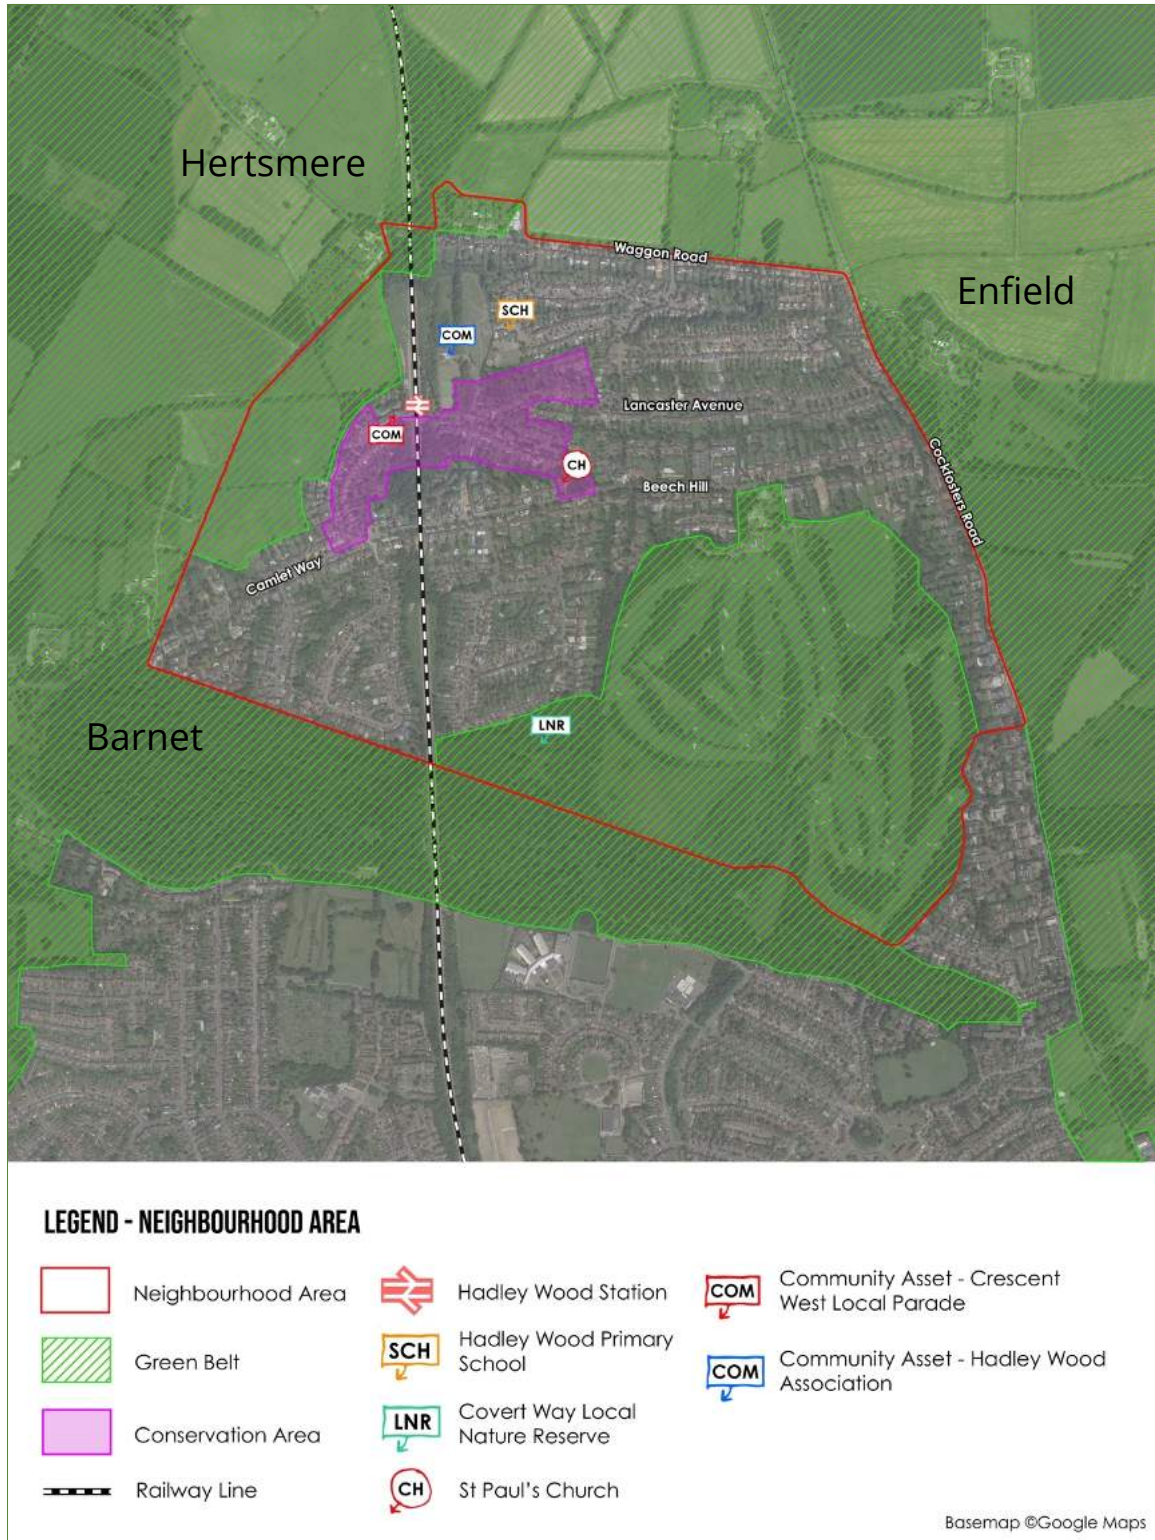 Hertsmere
Waggon Road
Enfield
SCH
COM
Lancaster Avenue
COM
Cockfosters Road
CH
Beech Hill
Camlet Way
LNR
Barnet
LEGEND - NEIGHBOURHOOD AREA
Neighbourhood Area
Green Belt
Conservation Area
Railway Line
Hadley Wood Station
SCH
Hadley Wood Primary
School
LNR
Covert Way Local
Nature Reserve
CH
St Paul's Church
COM
Community Asset - Crescent
West Local Parade
COM
Community Asset - Hadley Wood
Association
Basemap ©Google Maps